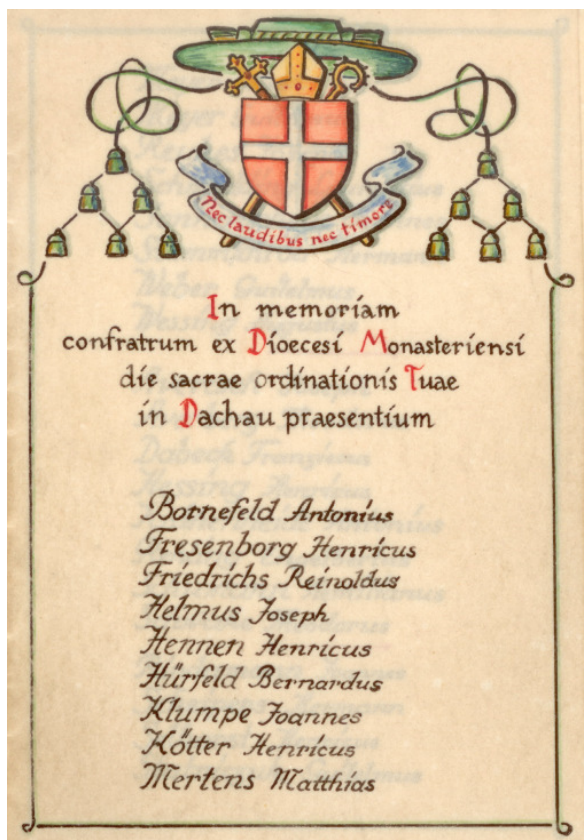 Nec laudibus nec timore
In memoriam
confratrum ex Dioecesi Monasteriensi
die sacrae ordinationis Tuae
in Dachau praesentium
Bornefeld Antonius
Fresenborg Henricus
Friedrichs Reinoldus
Helmus Joseph
Hennen Henricus
Hürfeld Bernardus
Klumpe Joannes
Kötter Henricus
Mertens Matthias